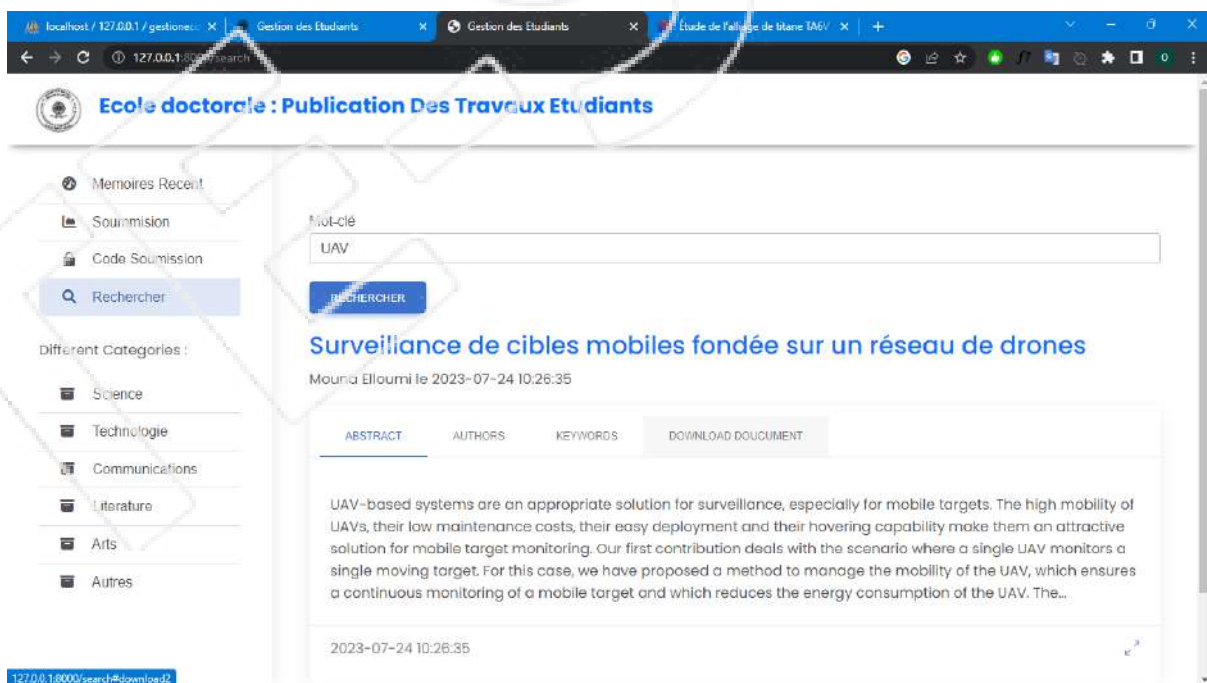 localhost / 127.0.0.1 / gestionec
Gestion des Etudiants
Gestion des Etudiants
Étude de l'alliage de titane TA6V
127.0.0.1:8000/search
Ecole doctorale : Publication Des Travaux Etudiants
Memoires Recent
Soummision
Code Soumission
Rechercher
Different Categories :
Science
Technologie
Communications
Literature
Arts
Autres
Mot-clé
UAV
RECHERCHER
Surveillance de cibles mobiles fondée sur un réseau de drones
Mouna Elloumi le 2023-07-24 10:26:35
ABSTRACT AUTHORS KEYWORDS DOWNLOAD DOUCUMENT
UAV-based systems are an appropriate solution for surveillance, especially for mobile targets. The high mobility of
UAVs, their low maintenance costs, their easy deployment and their hovering capability make them an attractive
solution for mobile target monitoring. Our first contribution deals with the scenario where a single UAV monitors a
single moving target. For this case, we have proposed a method to manage the mobility of the UAV, which ensures
a continuous monitoring of a mobile target and which reduces the energy consumption of the UAV. The...
2023-07-24 10:26:35
127.0.0.1:8000/search#download2